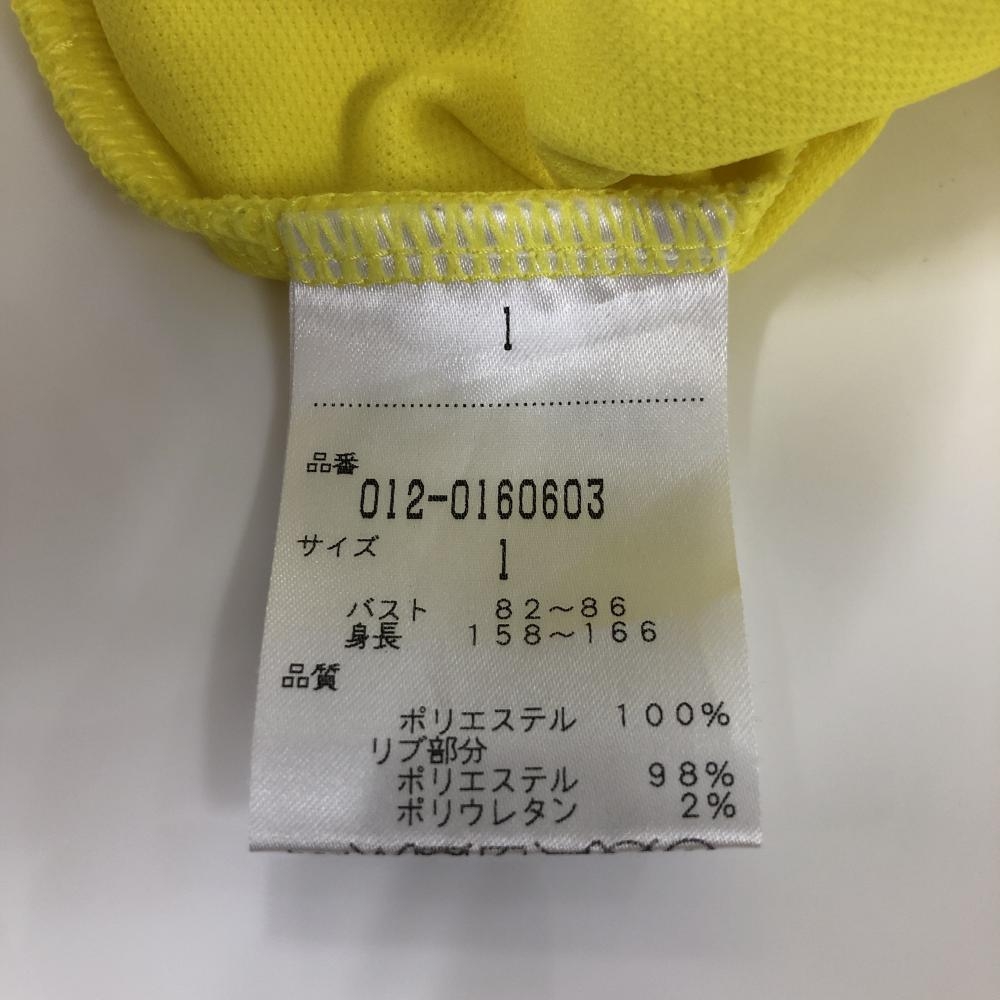 1
品番
012-0160603
サイズ
1
バスト 82～86
身長 158～166
品質
ポリエステル 100%
リブ部分
ポリエステル 98%
ポリウレタン 2%